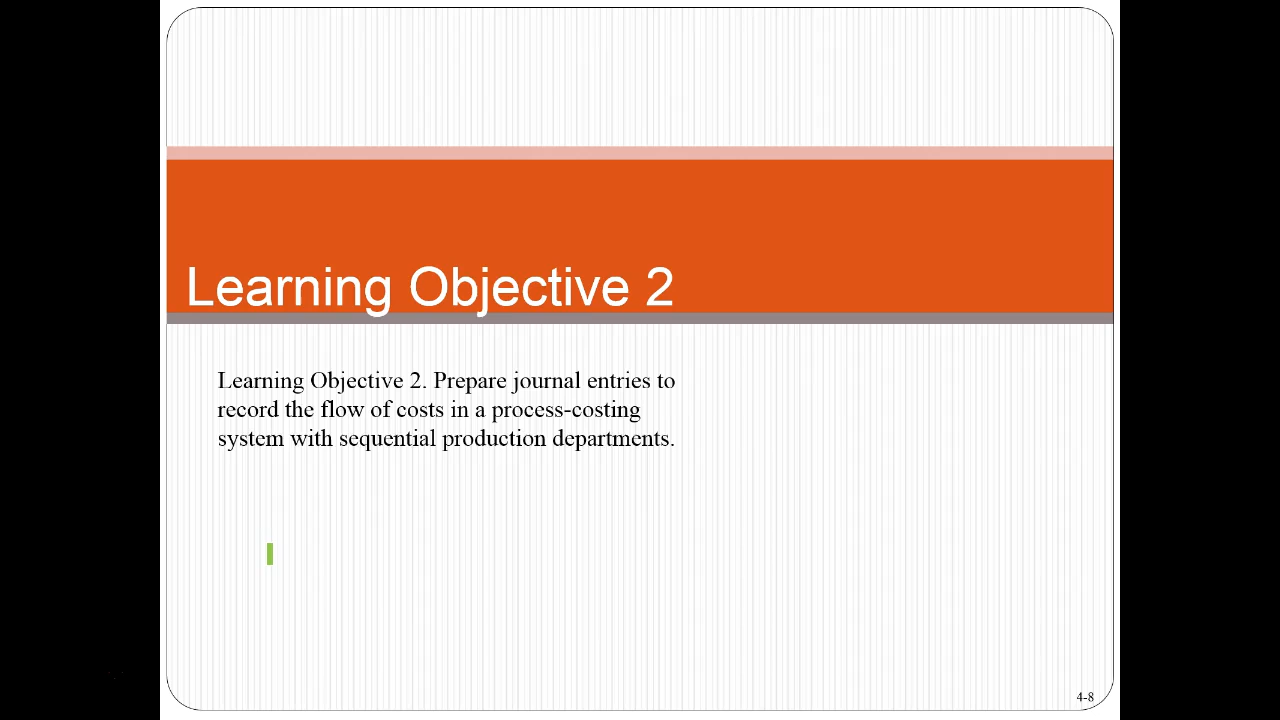 Learning Objective 2
Learning Objective 2. Prepare journal entries to
record the flow of costs in a process-costing
system with sequential production departments.
4-8